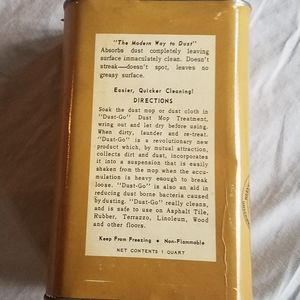 "The Modern Way to Dust"
Absorbs dust completely leaving
surface immaculately clean. Doesn't
streak—doesn't spot, leaves no
greasy surface.
Easier, Quicker Cleaning!
DIRECTIONS
Soak the dust mop or dust cloth in
"Dust-Go" Dust Mop Treatment,
wring out and let dry before using.
When dirty, launder and re-treat.
"Dust-Go" is a revolutionary new
product which, by mutual attraction,
collects dirt and dust, incorporates
it into a suspension that is easily
shaken from the mop when the accu-
mulation is heavy enough to break
loose. "Dust-Go" is also an aid in
reducing dust borne bacteria caused
by dusting. "Dust-Go" really cleans,
and is safe to use on Asphalt Tile,
Rubber, Terrazzo, Linoleum, Wood
and other floors.
Keep From Freezing • Non-Flammable
NET CONTENTS 1 QUART